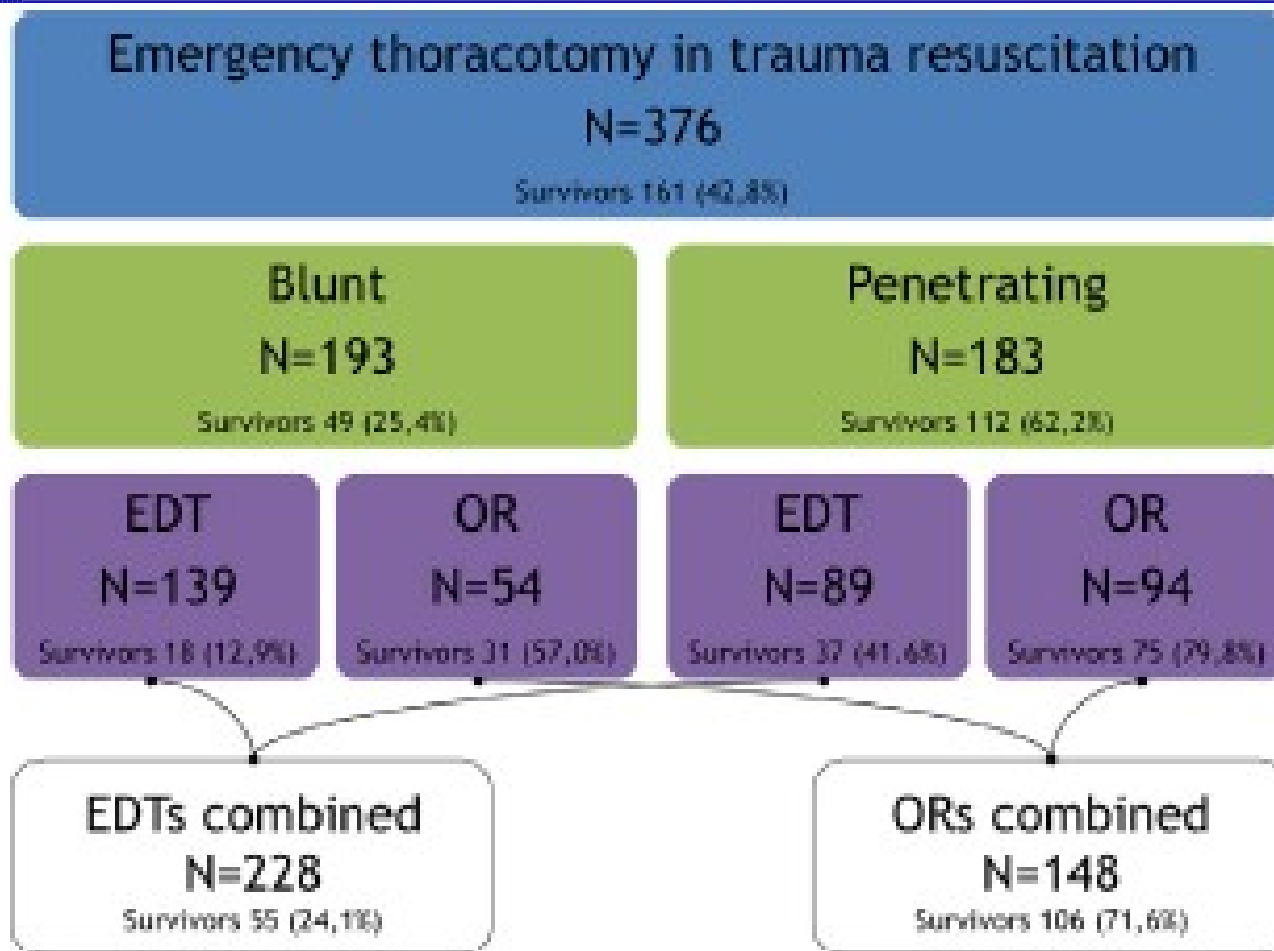 Emergency thoracotomy in trauma resuscitation
N=376
Survivors 161 (42,8%)
Blunt
N=193
Survivors 49 (25,4%)
Penetrating
N=183
Survivors 112 (62,2%)
EDT
N=139
Survivors 18 (12,9%)
OR
N=54
Survivors 31 (57,0%)
EDT
N=89
Survivors 37 (41,6%)
OR
N=94
Survivors 75 (79,8%)
EDTs combined
N=228
Survivors 55 (24,1%)
ORs combined
N=148
Survivors 106 (71,6%)